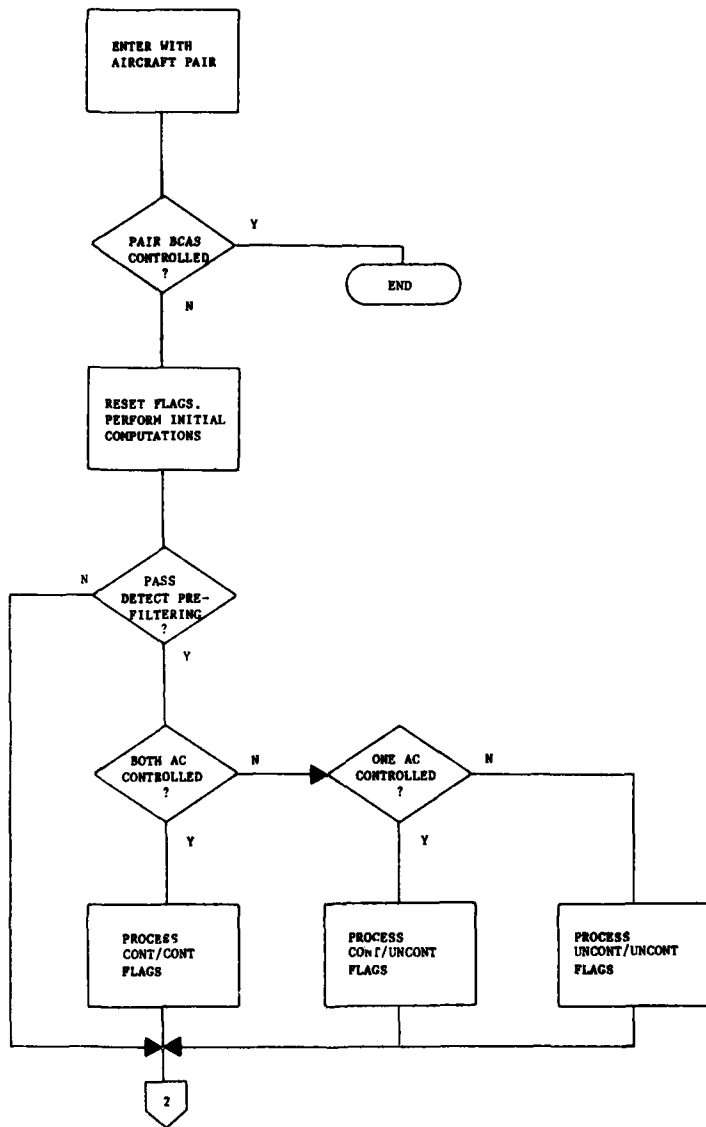 ENTER WITH
AIRCRAFT PAIR
Y
PAIR BCAS
CONTROLLED
?
END
N
RESET FLAGS.
PERFORM INITIAL
COMPUTATIONS
N
PASS
DETECT PRE-
FILTERING
?
Y
BOTH AC
CONTROLLED
?
N
ONE AC
CONTROLLED
?
N
Y
Y
PROCESS
CONT/CONT
FLAGS
PROCESS
CONT/UNCONT
FLAGS
PROCESS
UNCONT/UNCONT
FLAGS
2